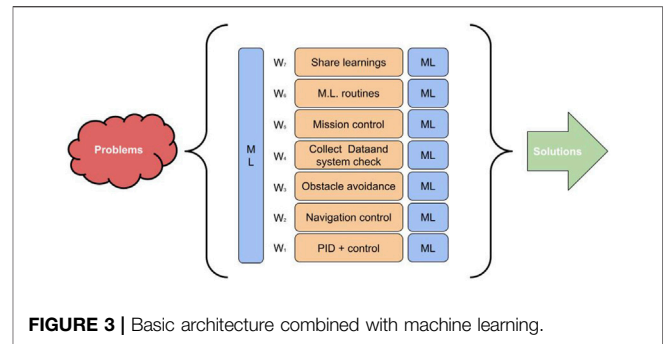 Problems
M
L
W₇ Share learnings ML
W₆ M.L. routines ML
W₅ Mission control ML
W₄ Collect Dataand
system check ML
W₃ Obstacle avoidance ML
W₂ Navigation control ML
W₁ PID + control ML
Solutions
FIGURE 3 | Basic architecture combined with machine learning.